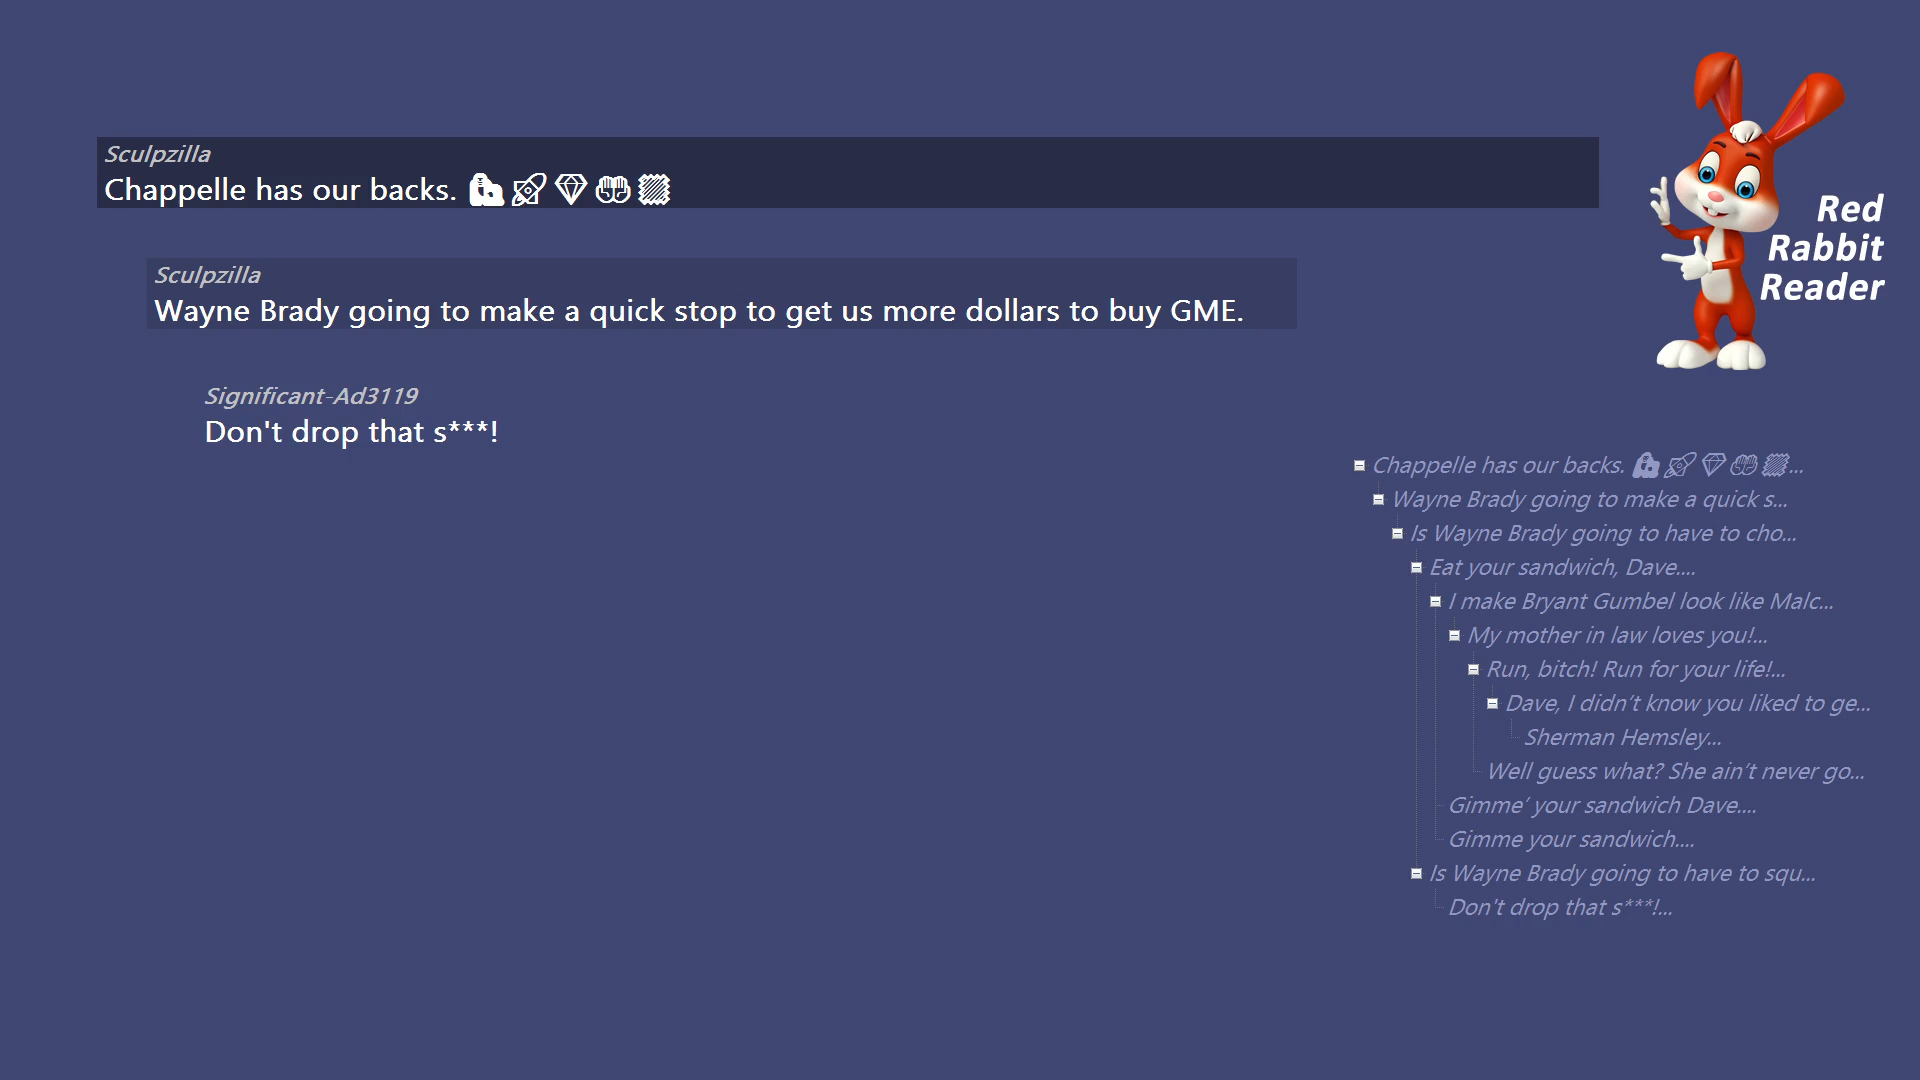 Sculpzilla
Chappelle has our backs. 🦍🚀💎🤲🏾
Sculpzilla
Wayne Brady going to make a quick stop to get us more dollars to buy GME.
Significant-Ad3119
Don't drop that s***!
Red
Rabbit
Reader
Chappelle has our backs. 🦍🚀💎🤲🏾...
Wayne Brady going to make a quick s...
Is Wayne Brady going to have to cho...
Eat your sandwich, Dave....
I make Bryant Gumbel look like Malc...
My mother in law loves you!...
Run, bitch! Run for your life!...
Dave, I didn’t know you liked to ge...
Sherman Hemsley...
Well guess what? She ain’t never go...
Gimme’ your sandwich Dave....
Gimme your sandwich....
Is Wayne Brady going to have to squ...
Don't drop that s***!...